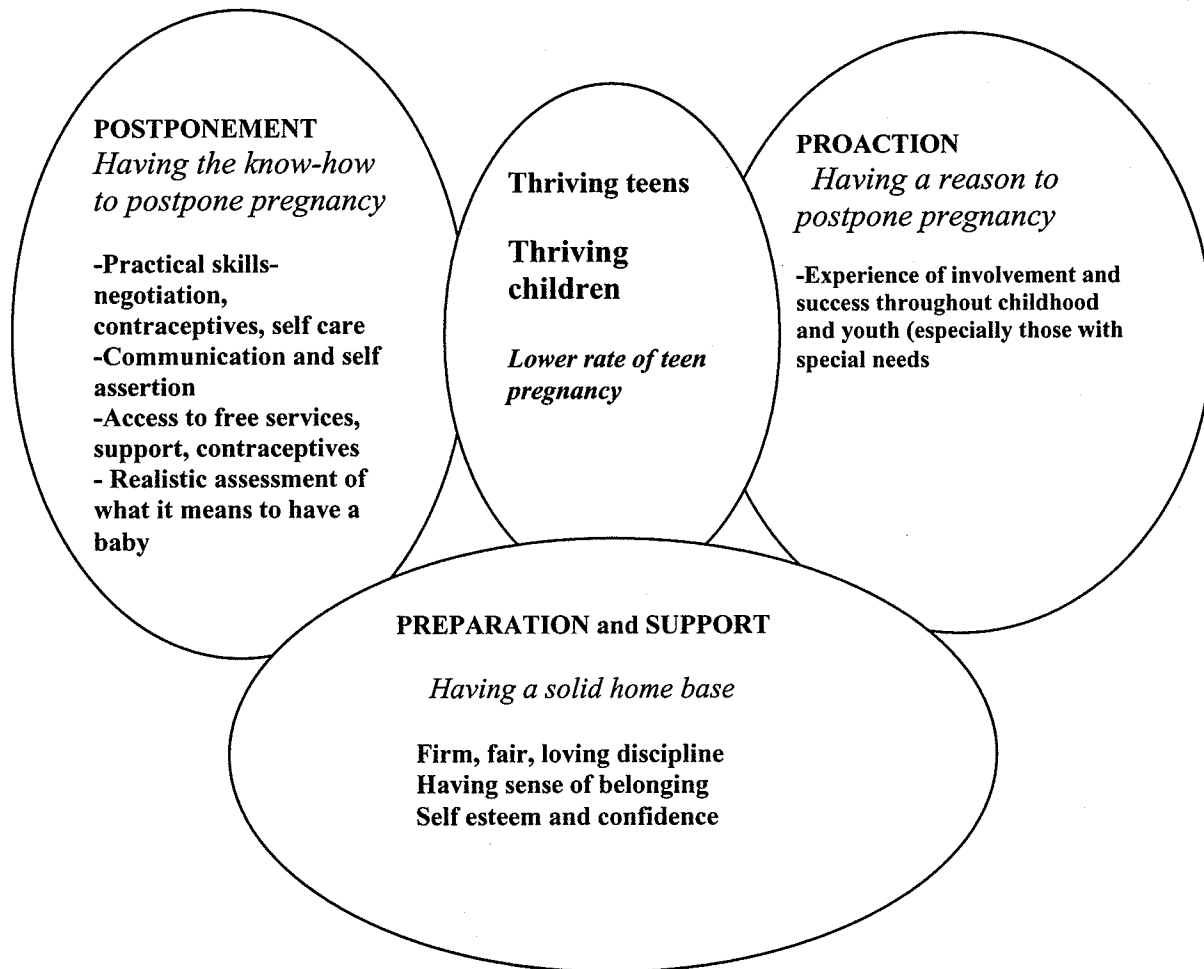 POSTPONEMENT
Having the know-how
to postpone pregnancy
-Practical skills-
negotiation,
contraceptives, self care
-Communication and self
assertion
-Access to free services,
support, contraceptives
- Realistic assessment of
what it means to have a
baby
Thriving teens
Thriving
children
Lower rate of teen
pregnancy
PROACTION
Having a reason to
postpone pregnancy
-Experience of involvement and
success throughout childhood
and youth (especially those with
special needs
PREPARATION and SUPPORT
Having a solid home base
Firm, fair, loving discipline
Having sense of belonging
Self esteem and confidence